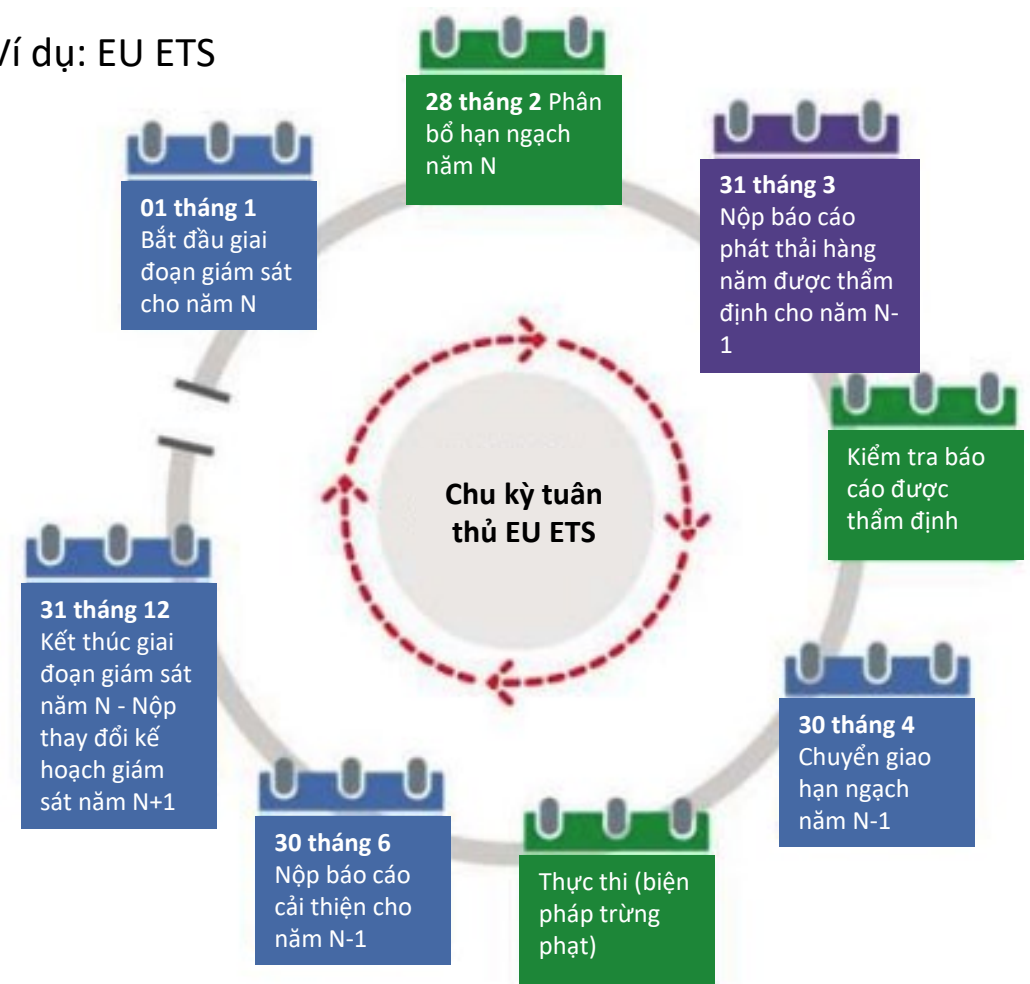 Ví dụ: EU ETS
28 tháng 2 Phân
bổ hạn ngạch
năm N
01 tháng 1
Bắt đầu giai
đoạn giám sát
cho năm N
31 tháng 3
Nộp báo cáo
phát thải hàng
năm được thẩm
định cho năm N-
1
Kiểm tra báo
cáo được
thẩm định
Chu kỳ tuân
thủ EU ETS
31 tháng 12
Kết thúc giai
đoạn giám sát
năm N - Nộp
thay đổi kế
hoạch giám
sát năm N+1
30 tháng 4
Chuyển giao
hạn ngạch
năm N-1
30 tháng 6
Nộp báo cáo
cải thiện cho
năm N-1
Thực thi (biện
pháp trừng
phạt)